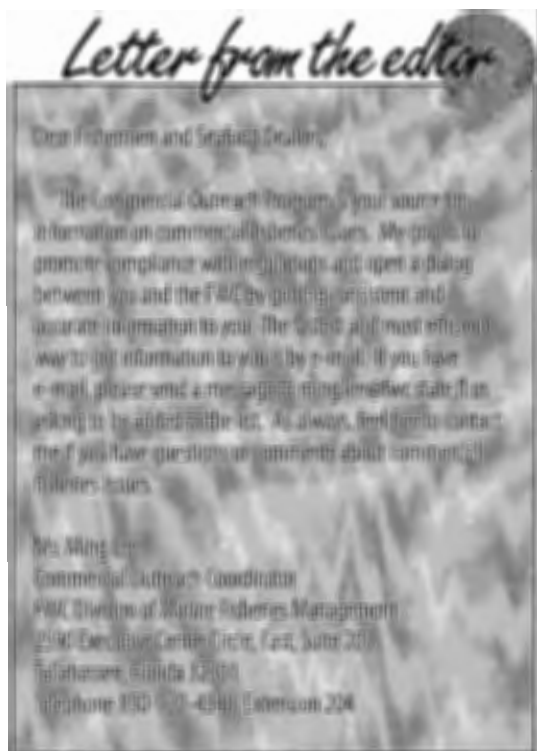 Letter from the editor
Dear Fishermen and Seafood Dealers,
The Commercial Outreach Program is your source for
information on commercial fisheries issues. My goal is to
promote compliance with regulations and open a dialog
between you and the FWC by getting consistent and
accurate information to you. The fastest and most efficient
way to get information to you is by e-mail. If you have
e-mail, please send a message to
asking to be added to the list. As always, feel free to contact
me if you have questions or comments about commercial
fisheries issues.
Ms. Ming
Commercial Outreach Coordinator
FWC Division of Marine Fisheries Management
Executive Center Circle, East, Suite
Tallahassee, Florida
Telephone Extension 224